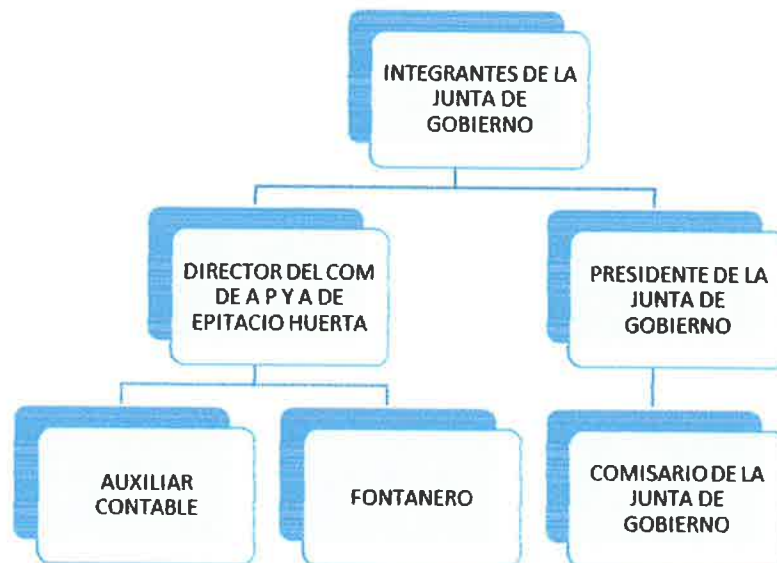 INTEGRANTES DE LA
JUNTA DE
GOBIERNO
DIRECTOR DEL COM
DE A P Y A DE
EPITACIO HUERTA
PRESIDENTE DE LA
JUNTA DE
GOBIERNO
AUXILIAR
CONTABLE
FONTANERO
COMISARIO DE LA
JUNTA DE
GOBIERNO